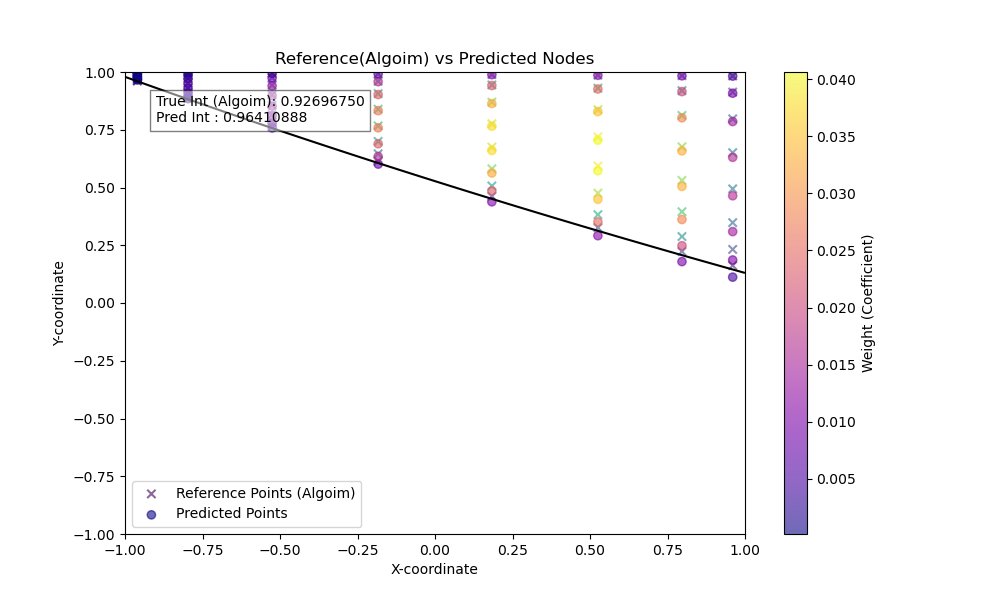 Reference(Algoim) vs Predicted Nodes
True Int (Algoim): 0.92696750
Pred Int : 0.96410888
Y-coordinate
1.00
0.75
0.50
0.25
0.00
−0.25
−0.50
−0.75
−1.00
Reference Points (Algoim)
Predicted Points
−1.00 −0.75 −0.50 −0.25 0.00 0.25 0.50 0.75 1.00
X-coordinate
0.040
0.035
0.030
0.025
0.020
0.015
0.010
0.005
Weight (Coefficient)